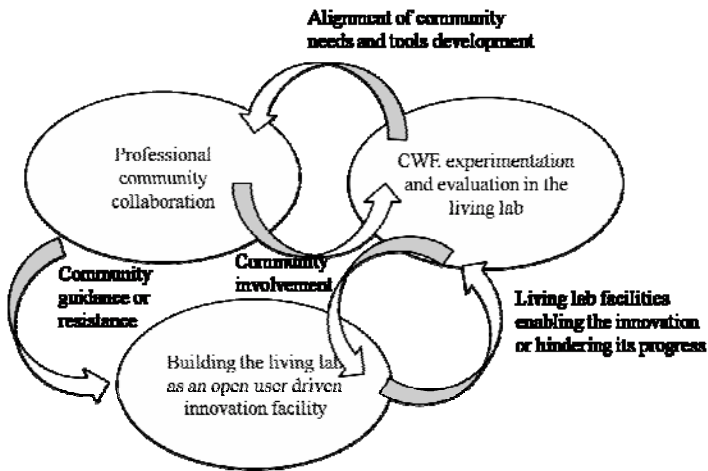 Alignment of community
needs and tools development
Professional
community
collaboration
CWE experimentation
and evaluation in the
living lab
Community
guidance or
resistance
Community
involvement
Living lab facilities
enabling the innovation
or hindering its progress
Building the living lab
as an open user driven
innovation facility